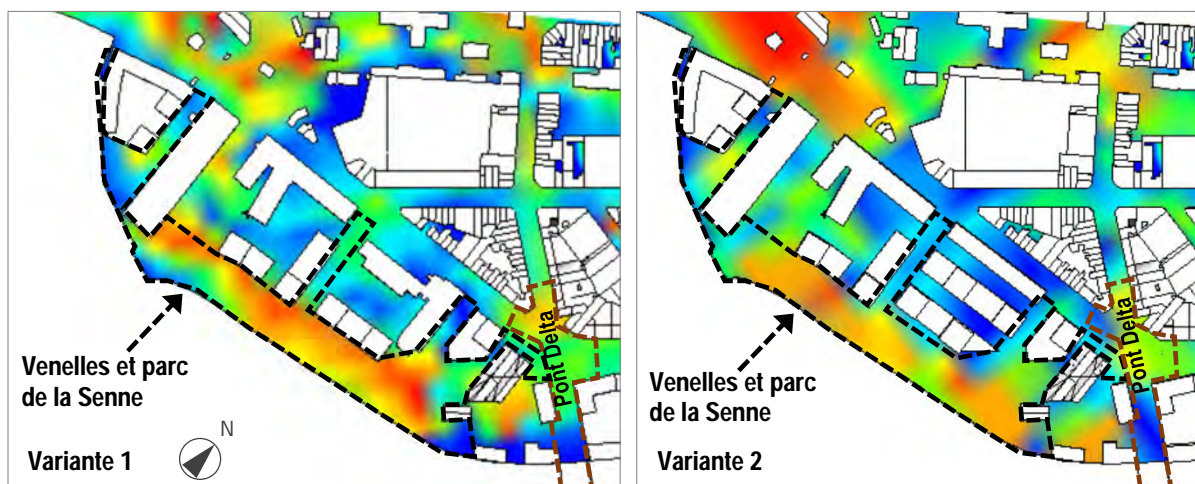 Venelles et parc
de la Senne
Pont Delta
N
Variante 1
Venelles et parc
de la Senne
Pont Delta
Variante 2